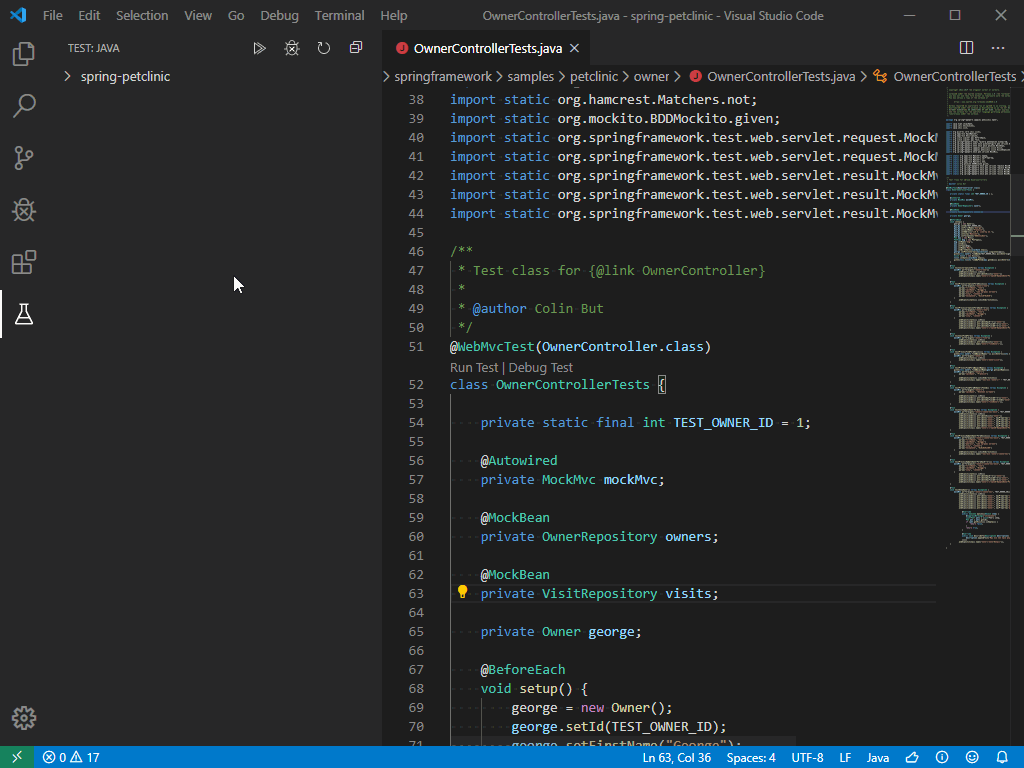 File Edit Selection View Go Debug Terminal Help OwnerControllerTests.java - spring-petclinic - Visual Studio Code
TEST: JAVA
OwnerControllerTests.java
spring-petclinic
springframework > samples > petclinic > owner > OwnerControllerTests.java > OwnerControllerTests
38 import static org.hamcrest.Matchers.not;
39 import static org.mockito.BDDMockito.given;
40 import static org.springframework.test.web.servlet.request.MockM
41 import static org.springframework.test.web.servlet.request.MockM
42 import static org.springframework.test.web.servlet.result.MockMv
43 import static org.springframework.test.web.servlet.result.MockMv
44 import static org.springframework.test.web.servlet.result.MockMv
45
46 /**
47 * Test class for {@link OwnerController}
48 *
49 * @author Colin But
50 */
51 @WebMvcTest(OwnerController.class)
Run Test | Debug Test
52 class OwnerControllerTests {
53
54 private static final int TEST_OWNER_ID = 1;
55
56 @Autowired
57 private MockMvc mockMvc;
58
59 @MockBean
60 private OwnerRepository owners;
61
62 @MockBean
63 private VisitRepository visits;
64
65 private Owner george;
66
67 @BeforeEach
68 void setup() {
69 george = new Owner();
70 george.setId(TEST_OWNER_ID);
71 george.setFirstName("George");
0 17 Ln 63, Col 36 Spaces: 4 UTF-8 LF Java